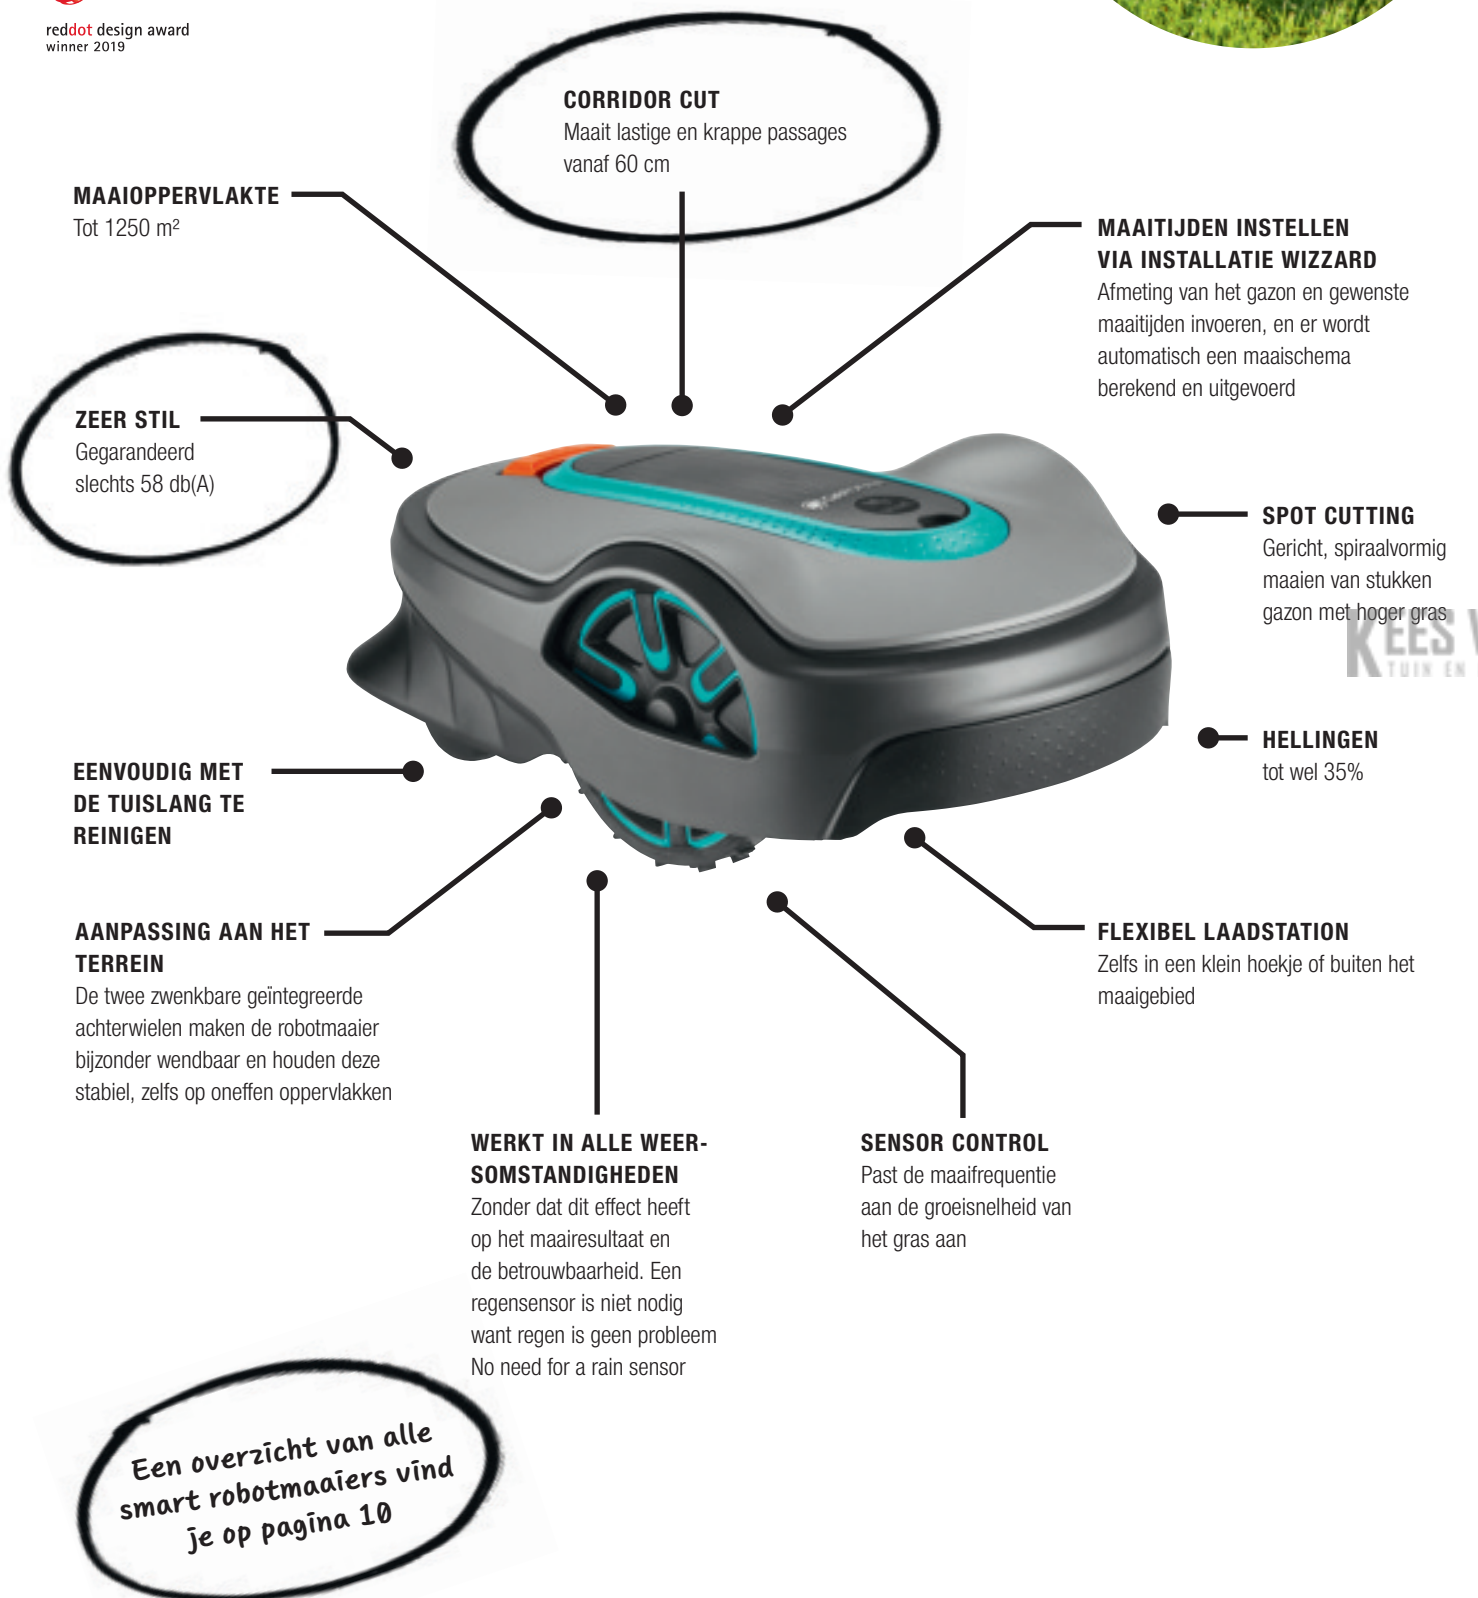 reddot design award
winner 2019
CORRIDOR CUT
Maait lastige en krappe passages
vanaf 60 cm
MAAIOPPERVLAKTE
Tot 1250 m²
MAAITIJDEN INSTELLEN
VIA INSTALLATIE WIZZARD
Afmeting van het gazon en gewenste
maaitijden invoeren, en er wordt
automatisch een maaischema
berekend en uitgevoerd
ZEER STIL
Gegarandeerd
slechts 58 db(A)
SPOT CUTTING
Gericht, spiraalvormig
maaien van stukken
gazon met hoger gras
KEES
TUIN EN
HELLINGEN
tot wel 35%
EENVOUDIG MET
DE TUISLANG TE
REINIGEN
AANPASSING AAN HET
TERREIN
De twee zwenkbare geïntegreerde
achterwielen maken de robotmaaier
bijzonder wendbaar en houden deze
stabiel, zelfs op oneffen oppervlakken
FLEXIBEL LAADSTATION
Zelfs in een klein hoekje of buiten het
maaigebied
WERKT IN ALLE WEER-
SOMSTANDIGHEDEN
Zonder dat dit effect heeft
op het maairesultaat en
de betrouwbaarheid. Een
regensensor is niet nodig
want regen is geen probleem
No need for a rain sensor
SENSOR CONTROL
Past de maaifrequentie
aan de groeisnelheid van
het gras aan
Een overzicht van alle
smart robotmaaiers vind
je op pagina 10